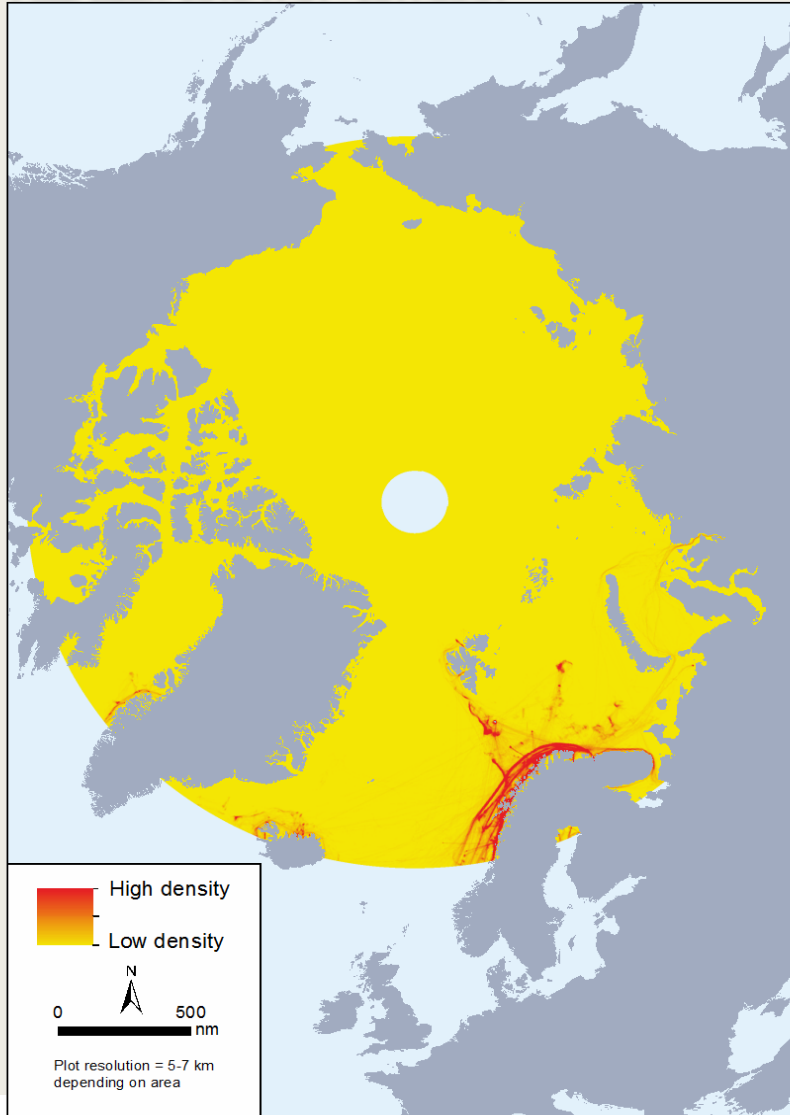 High density
Low density
N
0 500
nm
Plot resolution = 5-7 km
depending on area